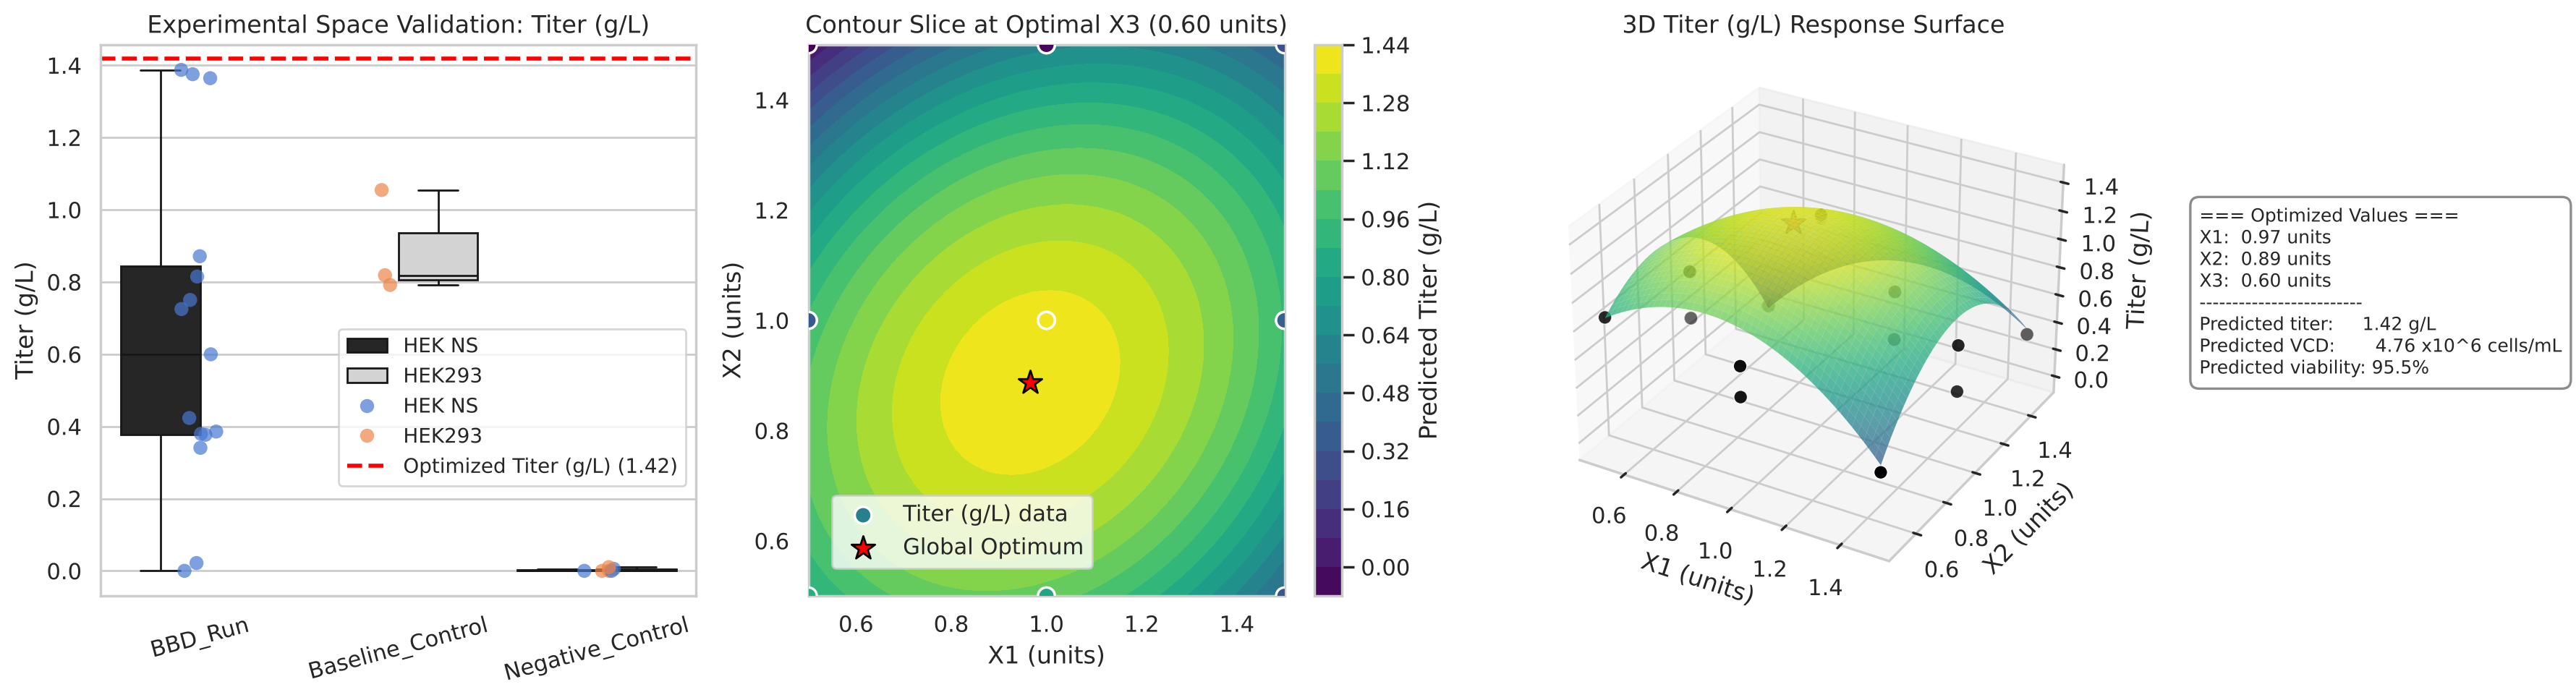 Experimental Space Validation: Titer (g/L)
Titer (g/L)
1.4
1.2
1.0
0.8
0.6
0.4
0.2
0.0
HEK NS
HEK293
HEK NS
HEK293
Optimized Titer (g/L) (1.42)
BBD_Run
Baseline_Control
Negative_Control
Contour Slice at Optimal X3 (0.60 units)
X2 (units)
1.4
1.2
1.0
0.8
0.6
Titer (g/L) data
Global Optimum
0.6 0.8 1.0 1.2 1.4
X1 (units)
1.44
1.28
1.12
0.96
0.80
0.64
0.48
0.32
0.16
0.00
Predicted Titer (g/L)
3D Titer (g/L) Response Surface
1.4
1.2
1.0
0.8
0.6
0.4
0.2
0.0
Titer (g/L)
1.4
1.2
1.0
0.8
0.6
X2 (units)
0.6
0.8
1.0
1.2
1.4
X1 (units)
=== Optimized Values ===
X1: 0.97 units
X2: 0.89 units
X3: 0.60 units
-------------------------
Predicted titer: 1.42 g/L
Predicted VCD: 4.76 x10^6 cells/mL
Predicted viability: 95.5%